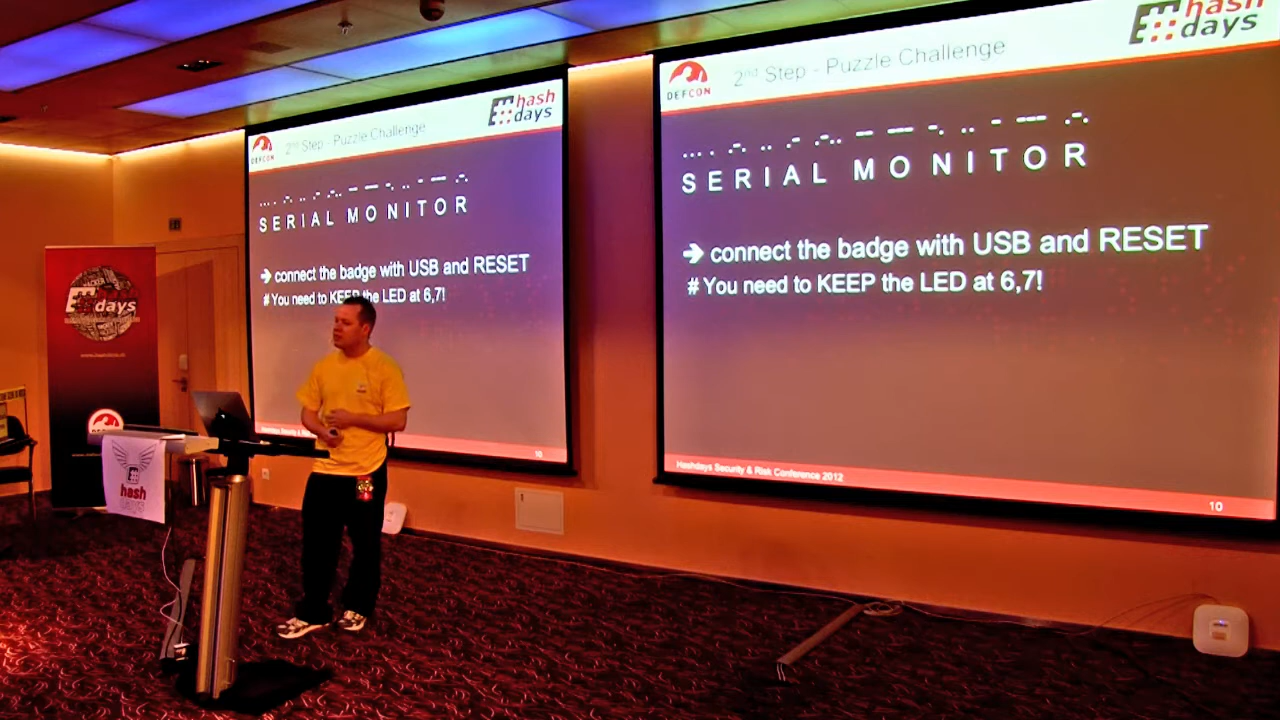 hash
days
DEFCON
2nd Step - Puzzle Challenge
... . .-. .. .- .-.. -- --- -. .. - --- .-.
SERIAL MONITOR
➔ connect the badge with USB and RESET
# You need to KEEP the LED at 6,7!
10
hash
days
DEFCON
2nd Step - Puzzle Challenge
... . .-. .. .- .-.. -- --- -. .. - --- .-.
SERIAL MONITOR
➔ connect the badge with USB and RESET
# You need to KEEP the LED at 6,7!
Hashdays Security & Risk Conference 2012
10
days
hash